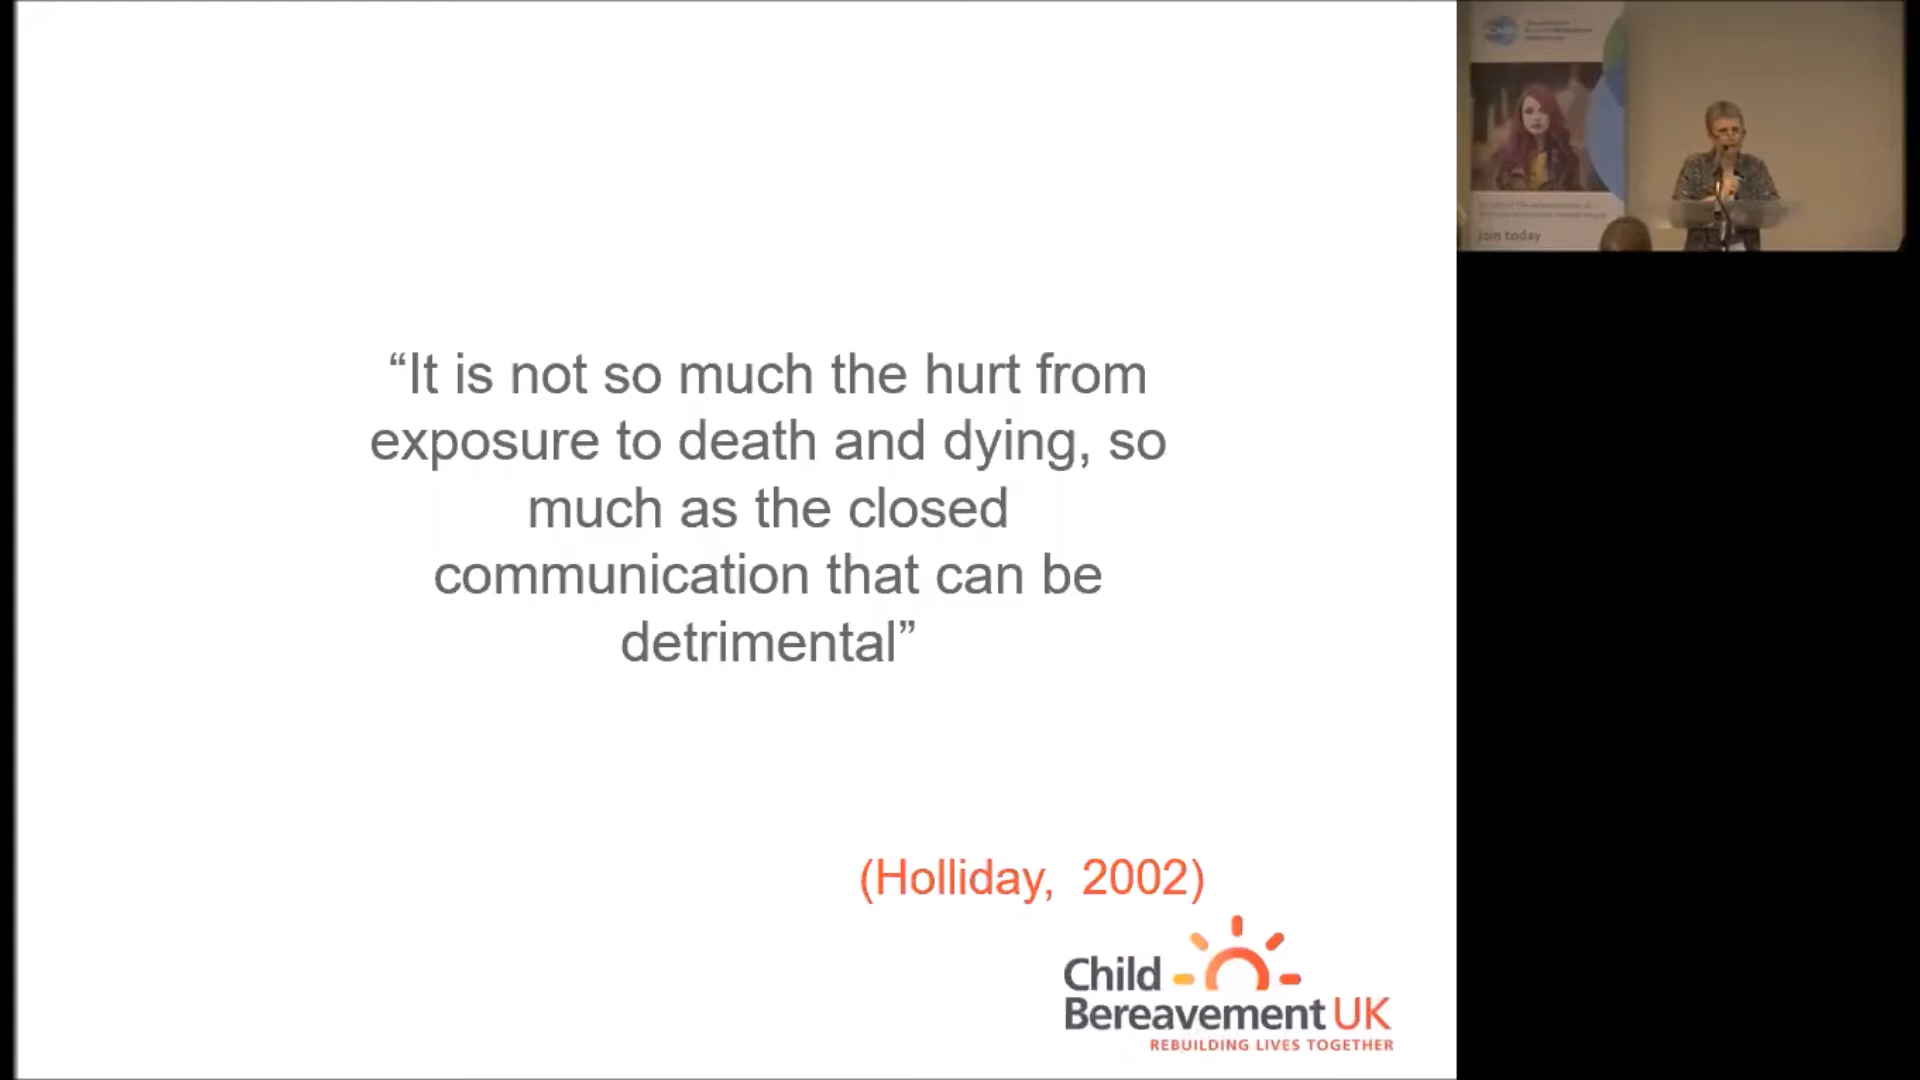 “It is not so much the hurt from
exposure to death and dying, so
much as the closed
communication that can be
detrimental”
(Holliday, 2002)
Child
Bereavement UK
REBUILDING LIVES TOGETHER
Join today